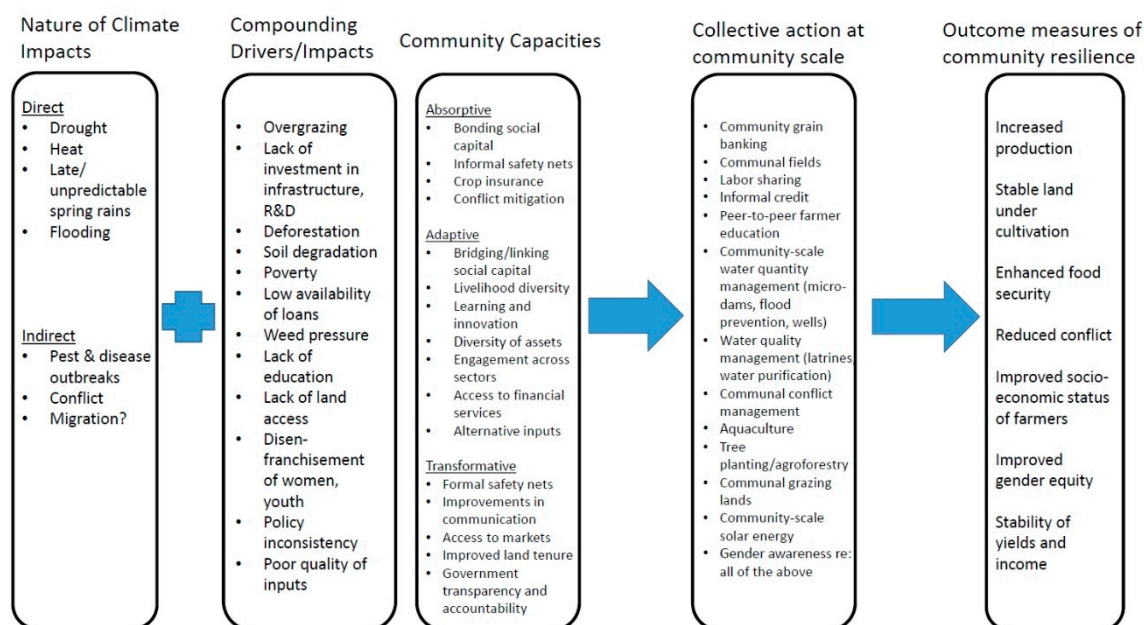 Nature of Climate
Impacts
Direct
• Drought
• Heat
• Late/
unpredictable
spring rains
• Flooding
Indirect
• Pest & disease
outbreaks
• Conflict
• Migration?
Compounding
Drivers/Impacts
• Overgrazing
• Lack of
investment in
infrastructure,
R&D
• Deforestation
• Soil degradation
• Poverty
• Low availability
of loans
• Weed pressure
• Lack of
education
• Lack of land
access
• Disen-
franchisement
of women,
youth
• Policy
inconsistency
• Poor quality of
inputs
Community Capacities
Absorptive
• Bonding social
capital
• Informal safety nets
• Crop insurance
• Conflict mitigation
Adaptive
• Bridging/linking
social capital
• Livelihood diversity
• Learning and
innovation
• Diversity of assets
• Engagement across
sectors
• Access to financial
services
• Alternative inputs
Transformative
• Formal safety nets
• Improvements in
communication
• Access to markets
• Improved land tenure
• Government
transparency and
accountability
Collective action at
community scale
• Community grain
banking
• Communal fields
• Labor sharing
• Informal credit
• Peer-to-peer farmer
education
• Community-scale
water quantity
management (micro-
dams, flood
prevention, wells)
• Water quality
management (latrines,
water purification)
• Communal conflict
management
• Aquaculture
• Tree
planting/agroforestry
• Communal grazing
lands
• Community-scale
solar energy
• Gender awareness re:
all of the above
Outcome measures of
community resilience
Increased
production
Stable land
under
cultivation
Enhanced food
security
Reduced conflict
Improved socio-
economic status
of farmers
Improved
gender equity
Stability of
yields and
income